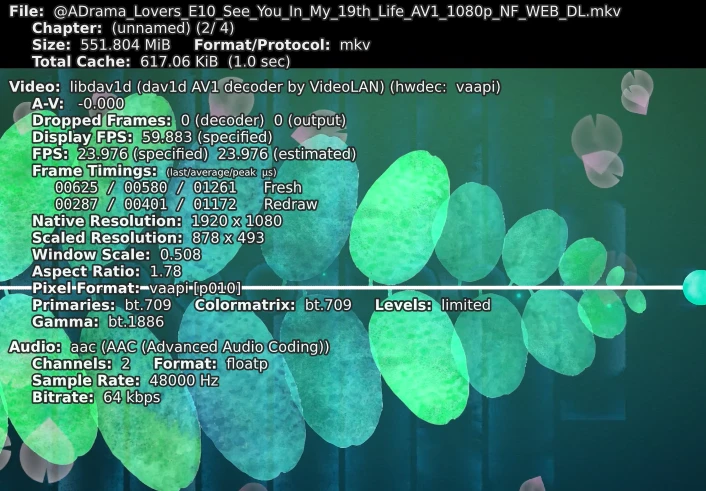 File: @ADrama_Lovers_E10_See_You_In_My_19th_Life_AV1_1080p_NF_WEB_DL.mkv
Chapter: (unnamed) (2/ 4)
Size: 551.804 MiB Format/Protocol: mkv
Total Cache: 617.06 KiB (1.0 sec)
Video: libdav1d (dav1d AV1 decoder by VideoLAN) (hwdec: vaapi)
A-V: -0.000
Dropped Frames: 0 (decoder) 0 (output)
Display FPS: 59.883 (specified)
FPS: 23.976 (specified) 23.976 (estimated)
Frame Timings: (last/average/peak μs)
00625 / 00580 / 01261 Fresh
00287 / 00401 / 01172 Redraw
Native Resolution: 1920 x 1080
Scaled Resolution: 878 x 493
Window Scale: 0.508
Aspect Ratio: 1.78
Pixel Format: vaapi [p010]
Primaries: bt.709 Colormatrix: bt.709 Levels: limited
Gamma: bt.1886
Audio: aac (AAC (Advanced Audio Coding))
Channels: 2 Format: floatp
Sample Rate: 48000 Hz
Bitrate: 64 kbps